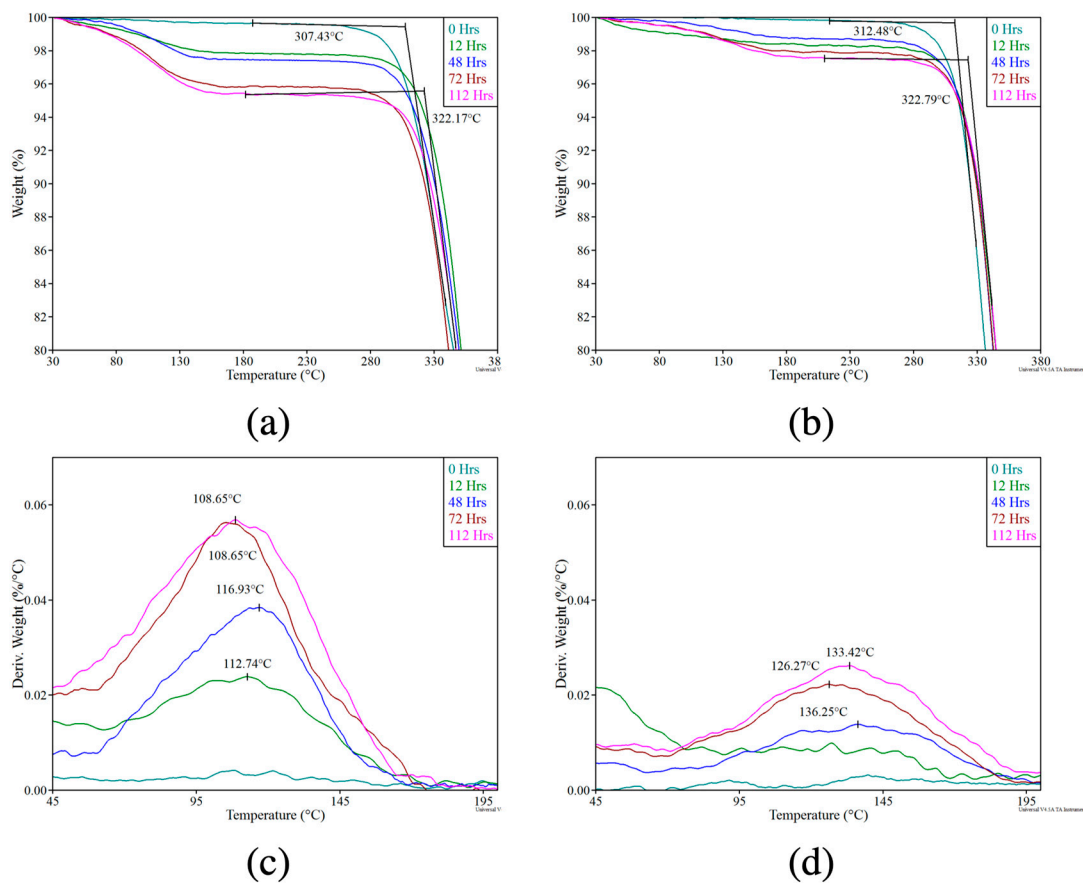 100
98
96
94
92
90
88
86
84
82
80
Weight (%)
307.43°C
322.17°C
0 Hrs
12 Hrs
48 Hrs
72 Hrs
112 Hrs
30
80
130
180
230
280
330
38
Temperature (°C)
Universal V
(a)
100
98
96
94
92
90
88
86
84
82
80
Weight (%)
312.48°C
322.79°C
0 Hrs
12 Hrs
48 Hrs
72 Hrs
112 Hrs
30
80
130
180
230
280
330
380
Temperature (°C)
Universal V4.5A TA Instrumen
(b)
0.06
0.04
0.02
0.00
Deriv. Weight (%/°C)
108.65°C
108.65°C
116.93°C
112.74°C
0 Hrs
12 Hrs
48 Hrs
72 Hrs
112 Hrs
45
95
145
195
Temperature (°C)
Universal V
(c)
0.06
0.04
0.02
0.00
Deriv. Weight (%/°C)
133.42°C
126.27°C
136.25°C
0 Hrs
12 Hrs
48 Hrs
72 Hrs
112 Hrs
45
95
145
195
Temperature (°C)
Universal V4.5A TA Instrumen
(d)